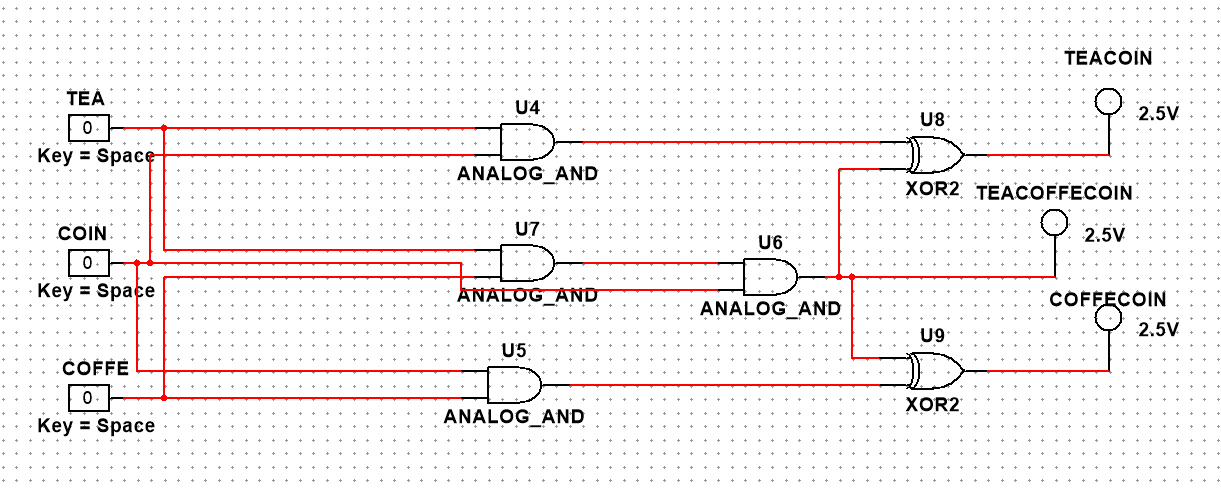 TEACOIN
TEA
0
Key = Space
U4
ANALOG_AND
U8
XOR2
2.5V
TEACOFFECOIN
2.5V
COIN
0
Key = Space
U7
ANALOG_AND
U6
ANALOG_AND
COFFECOIN
2.5V
U9
XOR2
U5
ANALOG_AND
COFFE
0
Key = Space